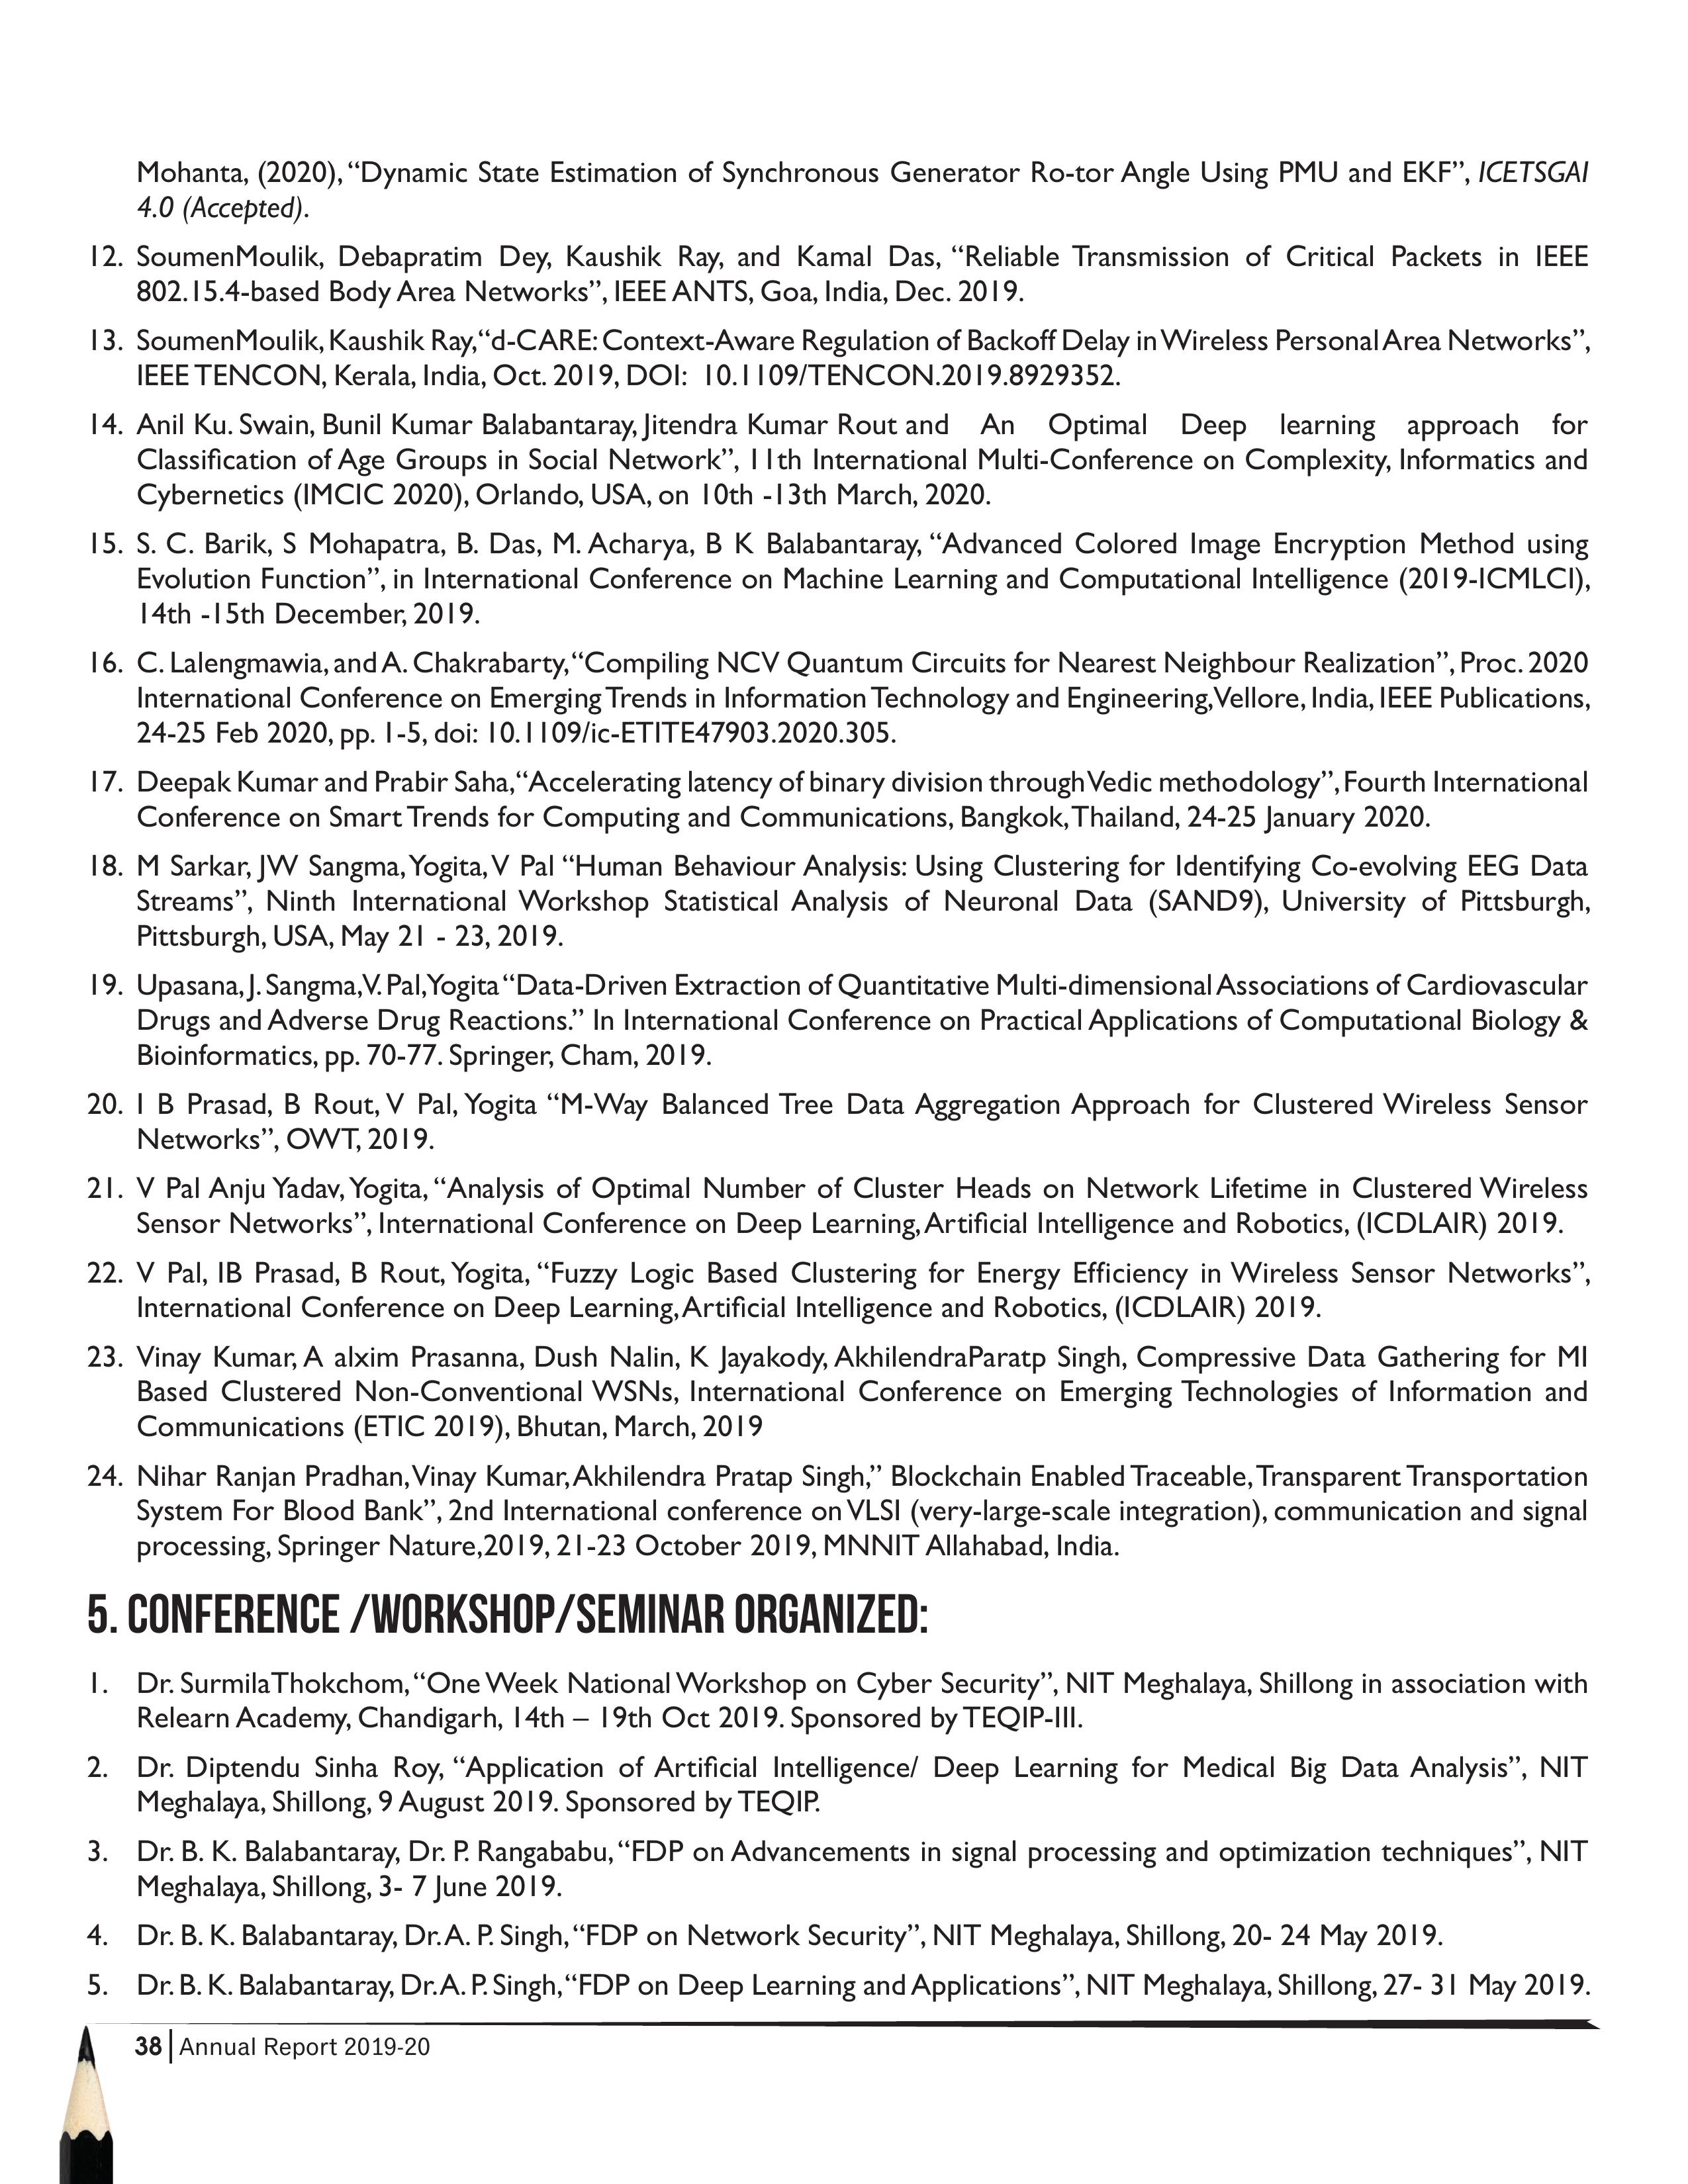 Mohanta, (2020), “Dynamic State Estimation of Synchronous Generator Ro-tor Angle Using PMU and EKF”, ICETSGAI
4.0 (Accepted).
12. SoumenMoulik, Debapratim Dey, Kaushik Ray, and Kamal Das, “Reliable Transmission of Critical Packets in IEEE
802.15.4-based Body Area Networks”, IEEE ANTS, Goa, India, Dec. 2019.
13. SoumenMoulik, Kaushik Ray, “d-CARE: Context-Aware Regulation of Backoff Delay in Wireless Personal Area Networks”,
IEEE TENCON, Kerala, India, Oct. 2019, DOI: 10.1109/TENCON.2019.8929352.
14. Anil Ku. Swain, Bunil Kumar Balabantaray, Jitendra Kumar Rout and An Optimal Deep learning approach for
Classification of Age Groups in Social Network”, 11th International Multi-Conference on Complexity, Informatics and
Cybernetics (IMCIC 2020), Orlando, USA, on 10th -13th March, 2020.
15. S. C. Barik, S Mohapatra, B. Das, M. Acharya, B K Balabantaray, “Advanced Colored Image Encryption Method using
Evolution Function”, in International Conference on Machine Learning and Computational Intelligence (2019-ICMLCI),
14th -15th December, 2019.
16. C. Lalengmawia, and A. Chakrabarty, “Compiling NCV Quantum Circuits for Nearest Neighbour Realization”, Proc. 2020
International Conference on Emerging Trends in Information Technology and Engineering, Vellore, India, IEEE Publications,
24-25 Feb 2020, pp. 1-5, doi: 10.1109/ic-ETITE47903.2020.305.
17. Deepak Kumar and Prabir Saha, “Accelerating latency of binary division through Vedic methodology”, Fourth International
Conference on Smart Trends for Computing and Communications, Bangkok, Thailand, 24-25 January 2020.
18. M Sarkar, JW Sangma, Yogita, V Pal “Human Behaviour Analysis: Using Clustering for Identifying Co-evolving EEG Data
Streams”, Ninth International Workshop Statistical Analysis of Neuronal Data (SAND9), University of Pittsburgh,
Pittsburgh, USA, May 21 - 23, 2019.
19. Upasana, J. Sangma, V. Pal, Yogita “Data-Driven Extraction of Quantitative Multi-dimensional Associations of Cardiovascular
Drugs and Adverse Drug Reactions.” In International Conference on Practical Applications of Computational Biology &
Bioinformatics, pp. 70-77. Springer, Cham, 2019.
20. I B Prasad, B Rout, V Pal, Yogita “M-Way Balanced Tree Data Aggregation Approach for Clustered Wireless Sensor
Networks”, OWT, 2019.
21. V Pal Anju Yadav, Yogita, “Analysis of Optimal Number of Cluster Heads on Network Lifetime in Clustered Wireless
Sensor Networks”, International Conference on Deep Learning, Artificial Intelligence and Robotics, (ICDLAIR) 2019.
22. V Pal, IB Prasad, B Rout, Yogita, “Fuzzy Logic Based Clustering for Energy Efficiency in Wireless Sensor Networks”,
International Conference on Deep Learning, Artificial Intelligence and Robotics, (ICDLAIR) 2019.
23. Vinay Kumar, A alxim Prasanna, Dush Nalin, K Jayakody, AkhilendraParatp Singh, Compressive Data Gathering for MI
Based Clustered Non-Conventional WSNs, International Conference on Emerging Technologies of Information and
Communications (ETIC 2019), Bhutan, March, 2019
24. Nihar Ranjan Pradhan, Vinay Kumar, Akhilendra Pratap Singh,” Blockchain Enabled Traceable, Transparent Transportation
System For Blood Bank”, 2nd International conference on VLSI (very-large-scale integration), communication and signal
processing, Springer Nature,2019, 21-23 October 2019, MNNIT Allahabad, India.
5. CONFERENCE /WORKSHOP/SEMINAR ORGANIZED:
1. Dr. SurmilaThokchom, “One Week National Workshop on Cyber Security”, NIT Meghalaya, Shillong in association with
Relearn Academy, Chandigarh, 14th – 19th Oct 2019. Sponsored by TEQIP-III.
2. Dr. Diptendu Sinha Roy, “Application of Artificial Intelligence/ Deep Learning for Medical Big Data Analysis”, NIT
Meghalaya, Shillong, 9 August 2019. Sponsored by TEQIP.
3. Dr. B. K. Balabantaray, Dr. P. Rangababu, “FDP on Advancements in signal processing and optimization techniques”, NIT
Meghalaya, Shillong, 3- 7 June 2019.
4. Dr. B. K. Balabantaray, Dr. A. P. Singh, “FDP on Network Security”, NIT Meghalaya, Shillong, 20- 24 May 2019.
5. Dr. B. K. Balabantaray, Dr. A. P. Singh, “FDP on Deep Learning and Applications”, NIT Meghalaya, Shillong, 27- 31 May 2019.
38 Annual Report 2019-20